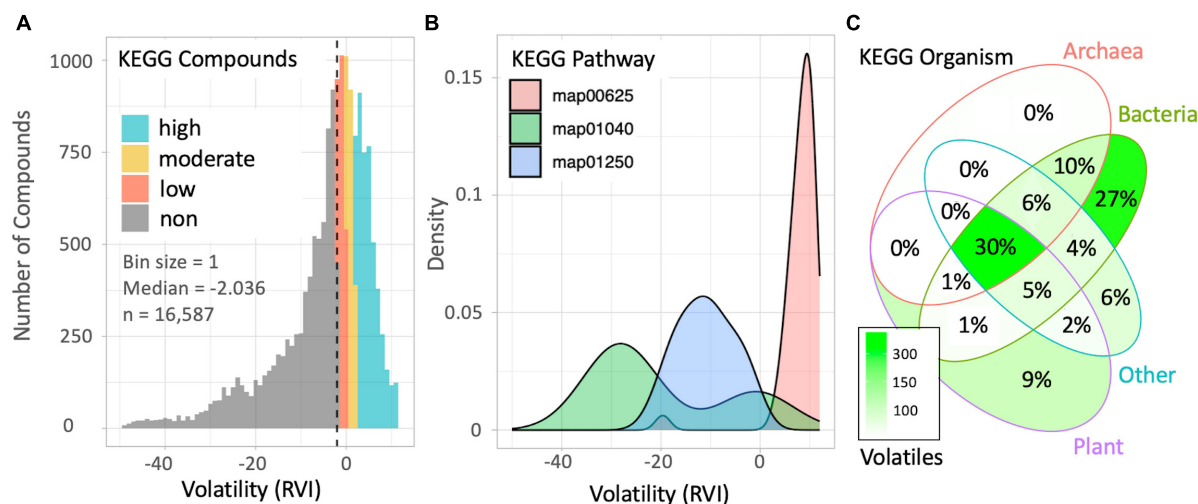 A
KEGG Compounds
high
moderate
low
non
Bin size = 1
Median = -2.036
n = 16,587
Number of Compounds
1000
750
500
250
0
-40
-20
0
Volatility (RVI)
B
KEGG Pathway
map00625
map01040
map01250
Density
0.15
0.1
0.05
0
-40
-20
0
Volatility (RVI)
C
KEGG Organism
Archaea
Bacteria
Other
Plant
0%
0%
10%
27%
0%
6%
0%
30%
4%
1%
5%
6%
1%
2%
9%
300
150
100
Volatiles